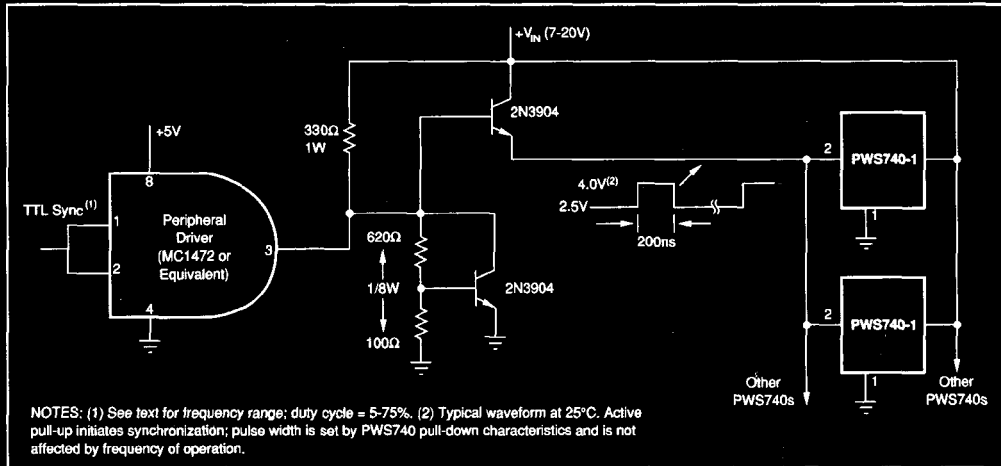 +V_IN (7-20V)
2N3904
330Ω
1W
+5V
8
TTL Sync(1)
1
2
Peripheral
Driver
(MC1472 or
Equivalent)
3
4
620Ω
1/8W
100Ω
2N3904
4.0V(2)
2.5V
200ns
2
PWS740-1
1
2
PWS740-1
1
Other
PWS740s
Other
PWS740s
NOTES: (1) See text for frequency range; duty cycle = 5-75%. (2) Typical waveform at 25°C. Active
pull-up initiates synchronization; pulse width is set by PWS740 pull-down characteristics and is not
affected by frequency of operation.